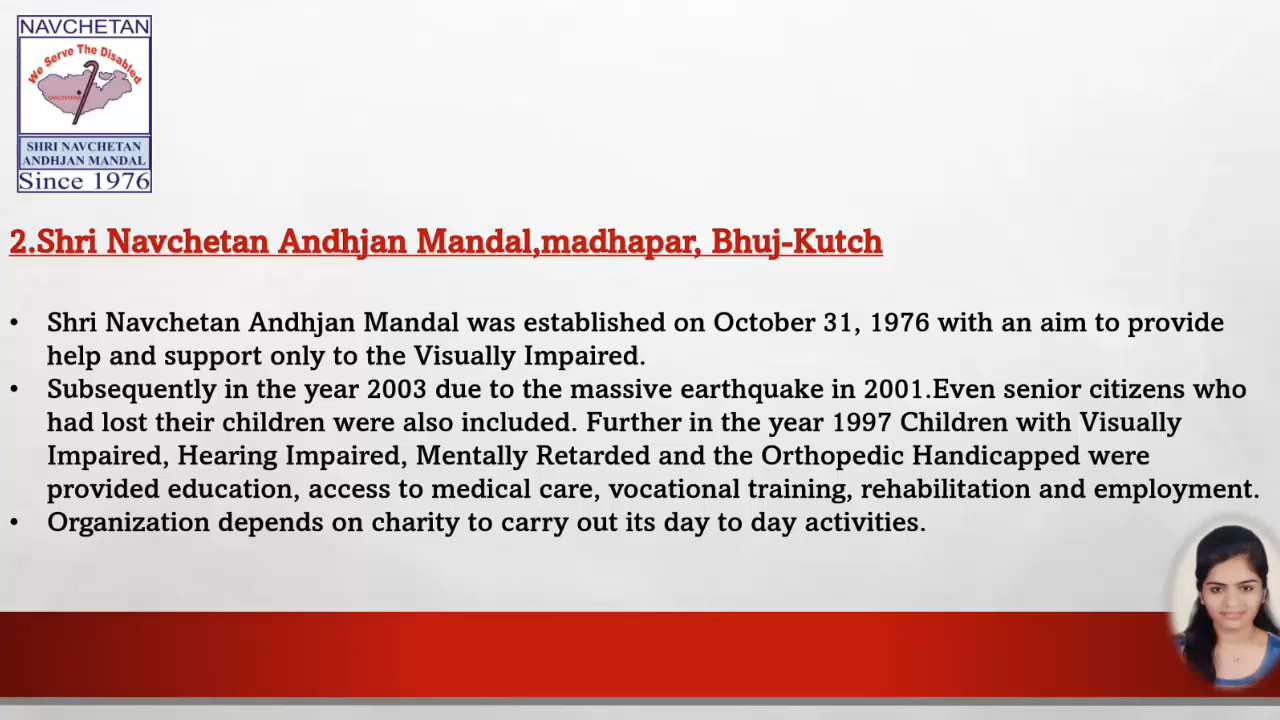 NAVCHETAN
We Serve The Disabled
SHRI NAVCHETAN
ANDHJAN MANDAL
Since 1976
2.Shri Navchetan Andhjan Mandal,madhapar, Bhuj-Kutch
• Shri Navchetan Andhjan Mandal was established on October 31, 1976 with an aim to provide
help and support only to the Visually Impaired.
• Subsequently in the year 2003 due to the massive earthquake in 2001.Even senior citizens who
had lost their children were also included. Further in the year 1997 Children with Visually
Impaired, Hearing Impaired, Mentally Retarded and the Orthopedic Handicapped were
provided education, access to medical care, vocational training, rehabilitation and employment.
• Organization depends on charity to carry out its day to day activities.